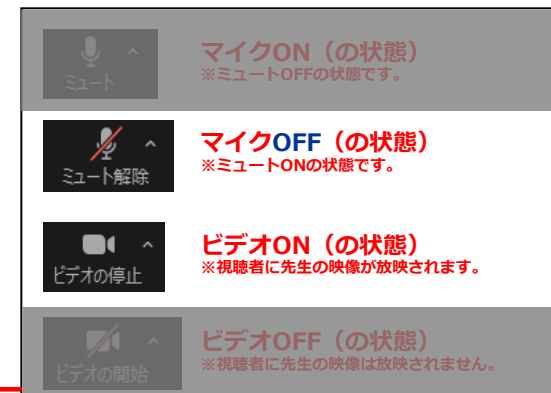 ミュート
マイクON（の状態）
※ミュートOFFの状態です。
ミュート解除
マイクOFF（の状態）
※ミュートONの状態です。
ビデオの停止
ビデオON（の状態）
※視聴者に先生の映像が放映されます。
ビデオの開始
ビデオOFF（の状態）
※視聴者に先生の映像は放映されません。